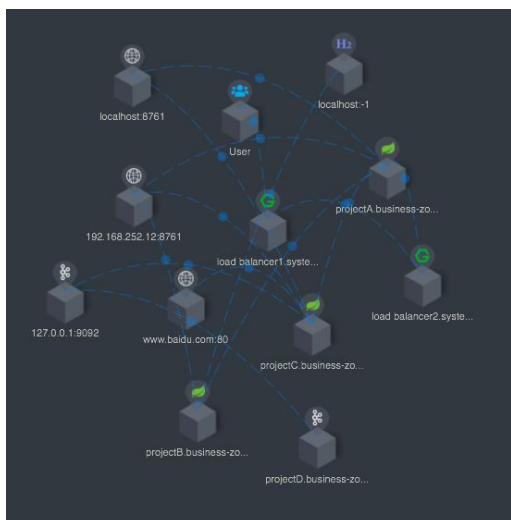 H2
localhost:8761
localhost:-1
User
projectA.business-zo...
192.168.252.12:8761
load balancer1.syste...
127.0.0.1:9092
www.baidu.com:80
load balancer2.syste...
projectC.business-zo...
projectB.business-zo...
projectD.business-zo...